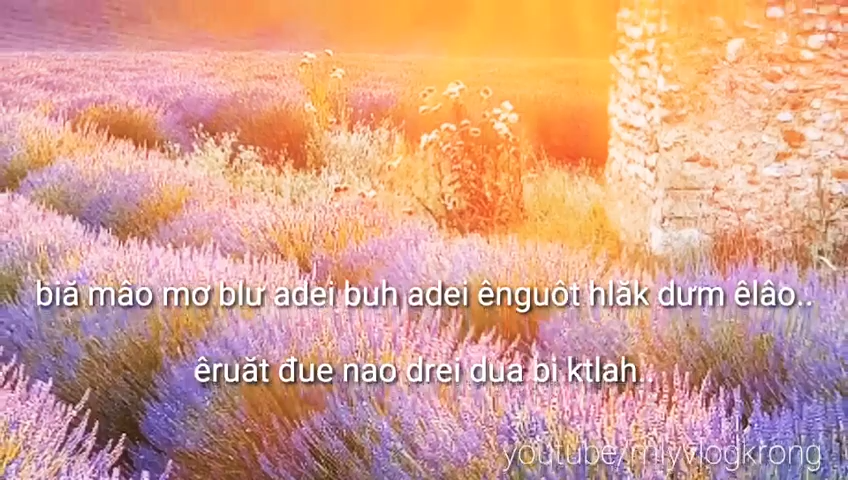 biă mâo mơ blư adei buh adei ênguôt hlăk dưm êlâo..
êruăt đue nao drei dua bi ktlah..
youtube/mlyvlogkrong